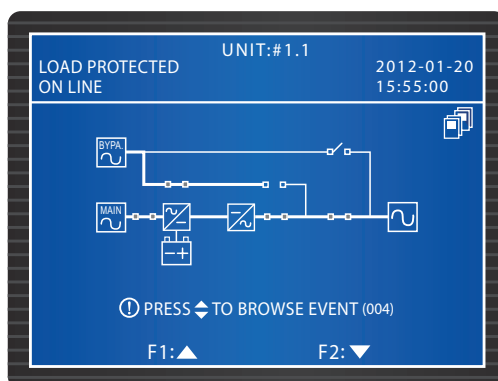 UNIT:#1.1
LOAD PROTECTED
2012-01-20
ON LINE
15:55:00
BYPA.
MAIN
PRESS TO BROWSE EVENT (004)
F1:
F2: